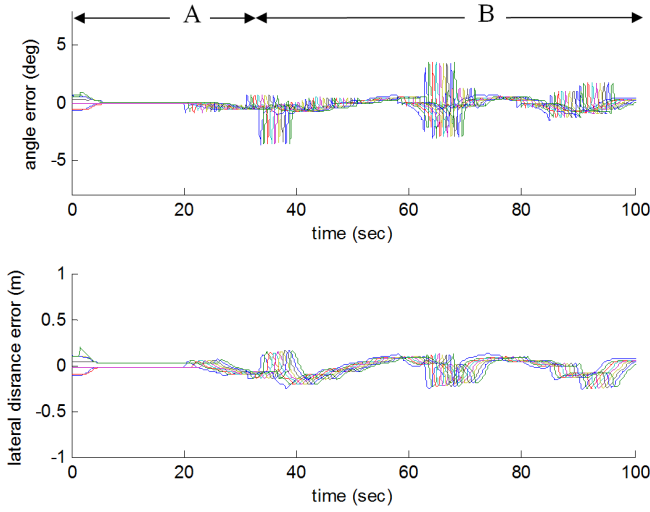 A B
5
0
-5
angle error (deg)
0 20 40 60 80 100
time (sec)
1
0.5
0
-0.5
-1
lateral disrance error (m)
0 20 40 60 80 100
time (sec)